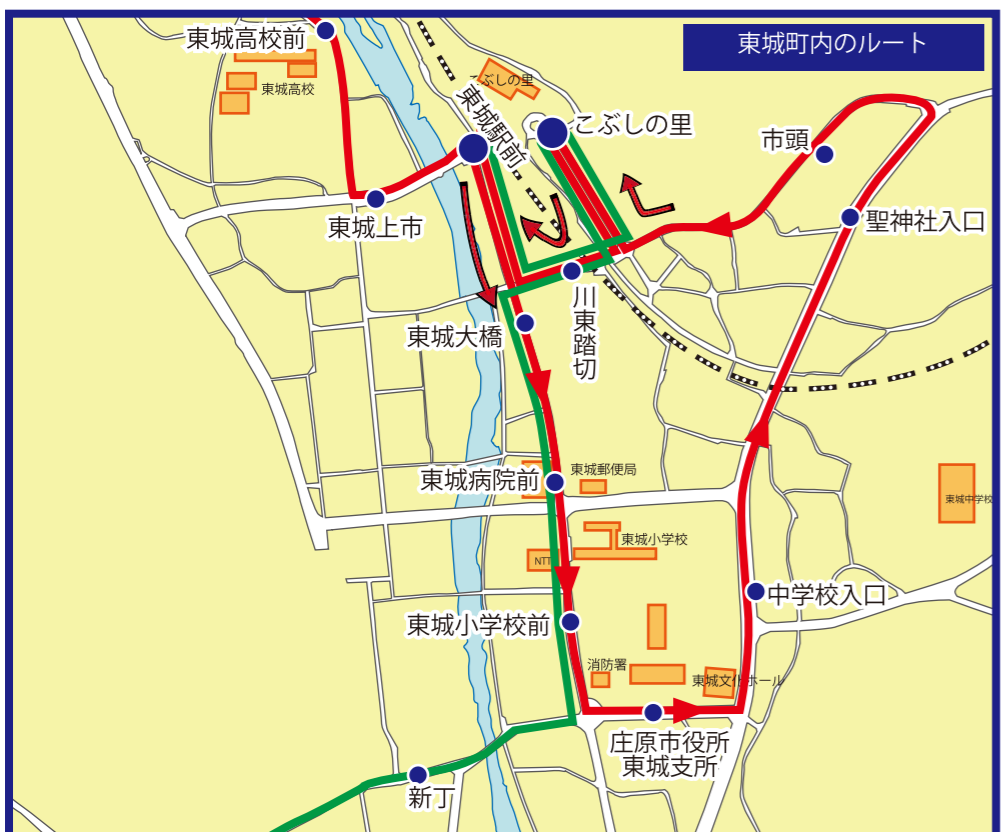 東城町内のルート
東城高校前
東城高校
こぶしの里
東城駅前
こぶしの里
市頭
東城上市
聖神社入口
川東踏切
東城大橋
東城病院前
東城郵便局
東城中学校
東城小学校
NTT
中学校入口
東城小学校前
消防署
東城文化ホール
庄原市役所
東城支所
新丁